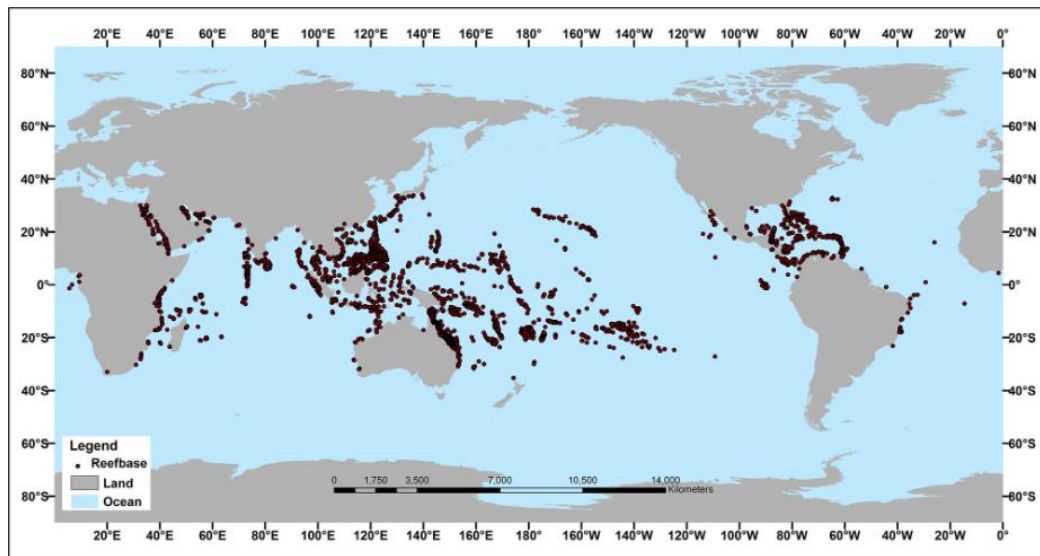 20°E 40°E 60°E 80°E 100°E 120°E 140°E 160°E 180° 160°W 140°W 120°W 100°W 80°W 60°W 40°W 20°W 0°
80°N 80°N
60°N 60°N
40°N 40°N
20°N 20°N
0° 0°
20°S 20°S
40°S 40°S
60°S 60°S
80°S 80°S
Legend
Reefbase
Land
Ocean
0 1,750 3,500 7,000 10,500 14,000
Kilometers
20°E 40°E 60°E 80°E 100°E 120°E 140°E 160°E 180° 160°W 140°W 120°W 100°W 80°W 60°W 40°W 20°W 0°